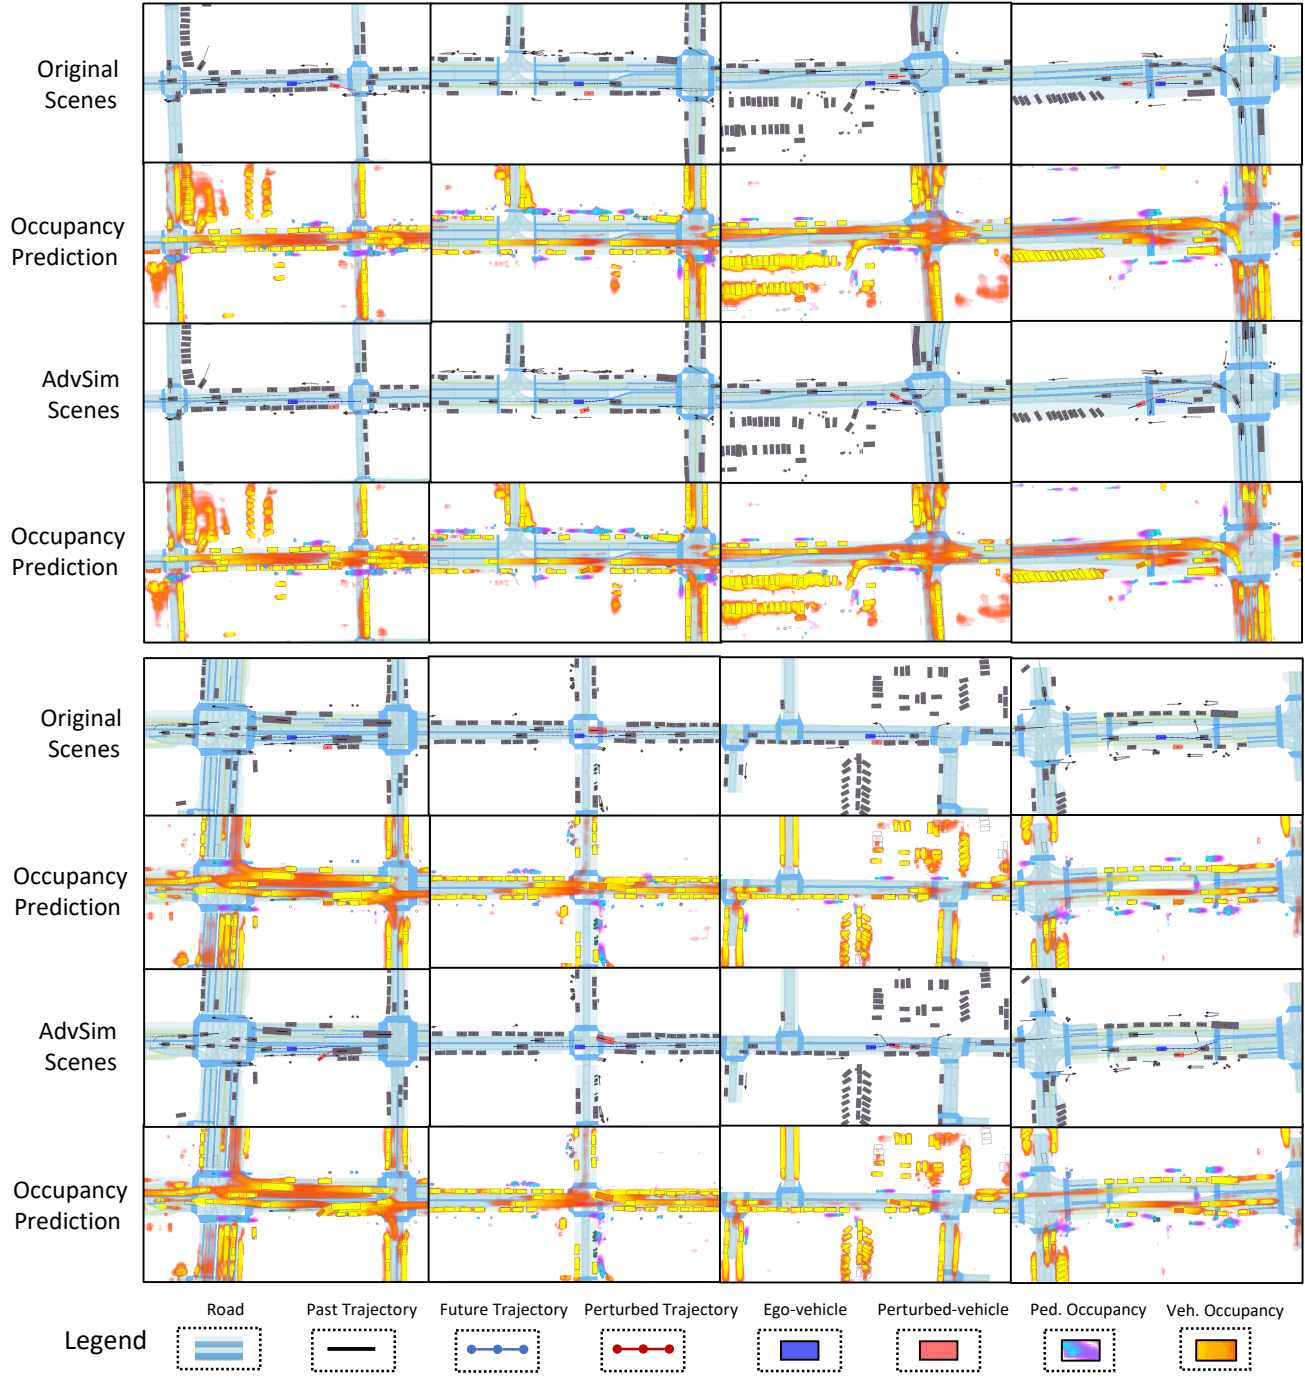 Original
Scenes
Occupancy
Prediction
AdvSim
Scenes
Occupancy
Prediction
Original
Scenes
Occupancy
Prediction
AdvSim
Scenes
Occupancy
Prediction
Legend
Road
Past Trajectory
Future Trajectory
Perturbed Trajectory
Ego-vehicle
Perturbed-vehicle
Ped. Occupancy
Veh. Occupancy